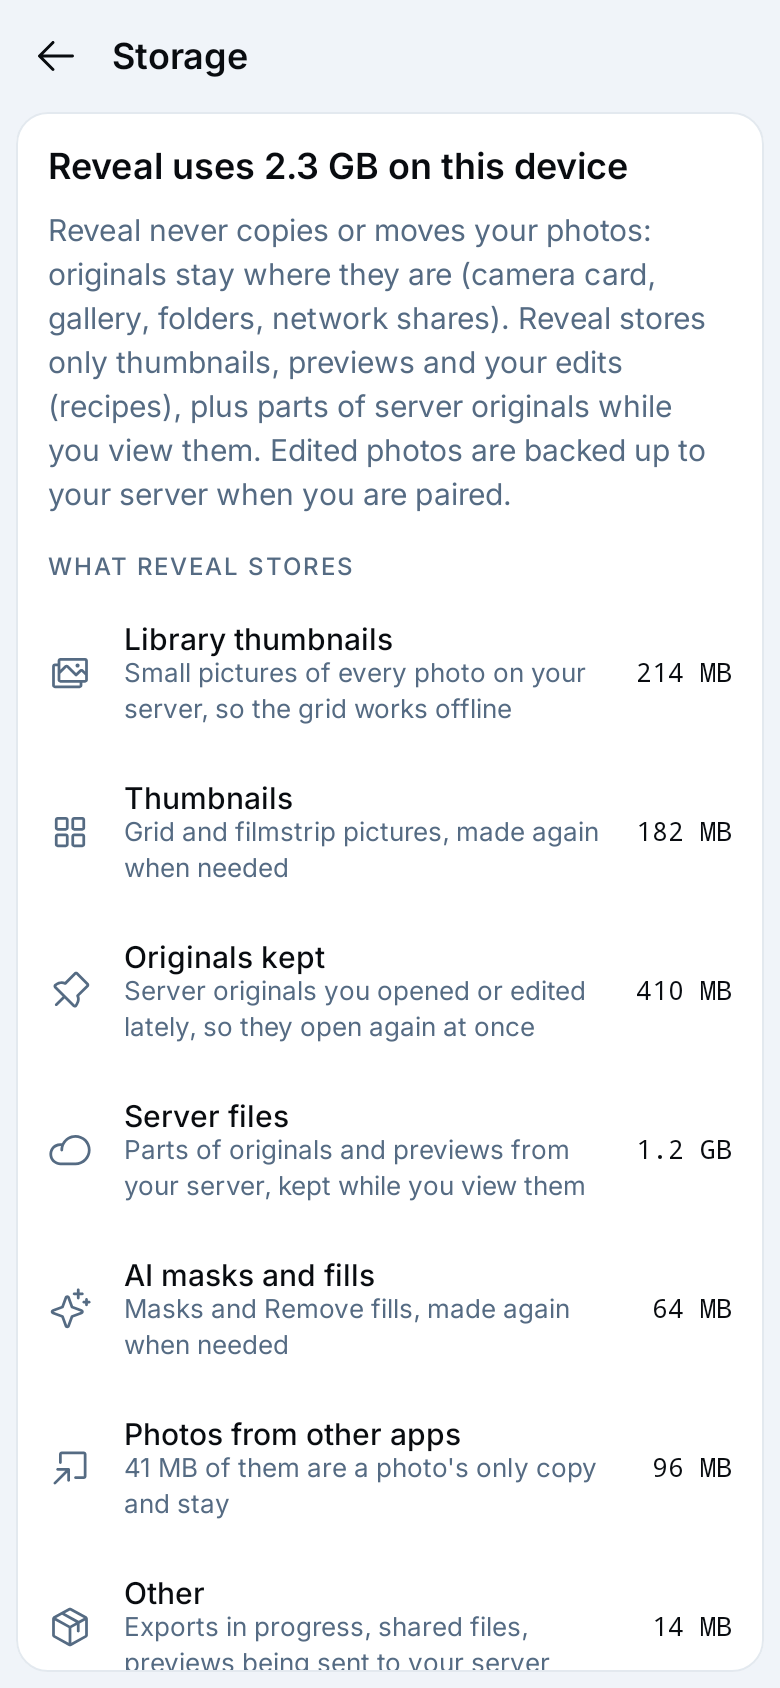 Storage
Reveal uses 2.3 GB on this device
Reveal never copies or moves your photos:
originals stay where they are (camera card,
gallery, folders, network shares). Reveal stores
only thumbnails, previews and your edits
(recipes), plus parts of server originals while
you view them. Edited photos are backed up to
your server when you are paired.
WHAT REVEAL STORES
Library thumbnails
Small pictures of every photo on your
server, so the grid works offline
214 MB
Thumbnails
Grid and filmstrip pictures, made again
when needed
182 MB
Originals kept
Server originals you opened or edited
lately, so they open again at once
410 MB
Server files
Parts of originals and previews from
your server, kept while you view them
1.2 GB
AI masks and fills
Masks and Remove fills, made again
when needed
64 MB
Photos from other apps
41 MB of them are a photo's only copy
and stay
96 MB
Other
Exports in progress, shared files,
previews being sent to your server
14 MB